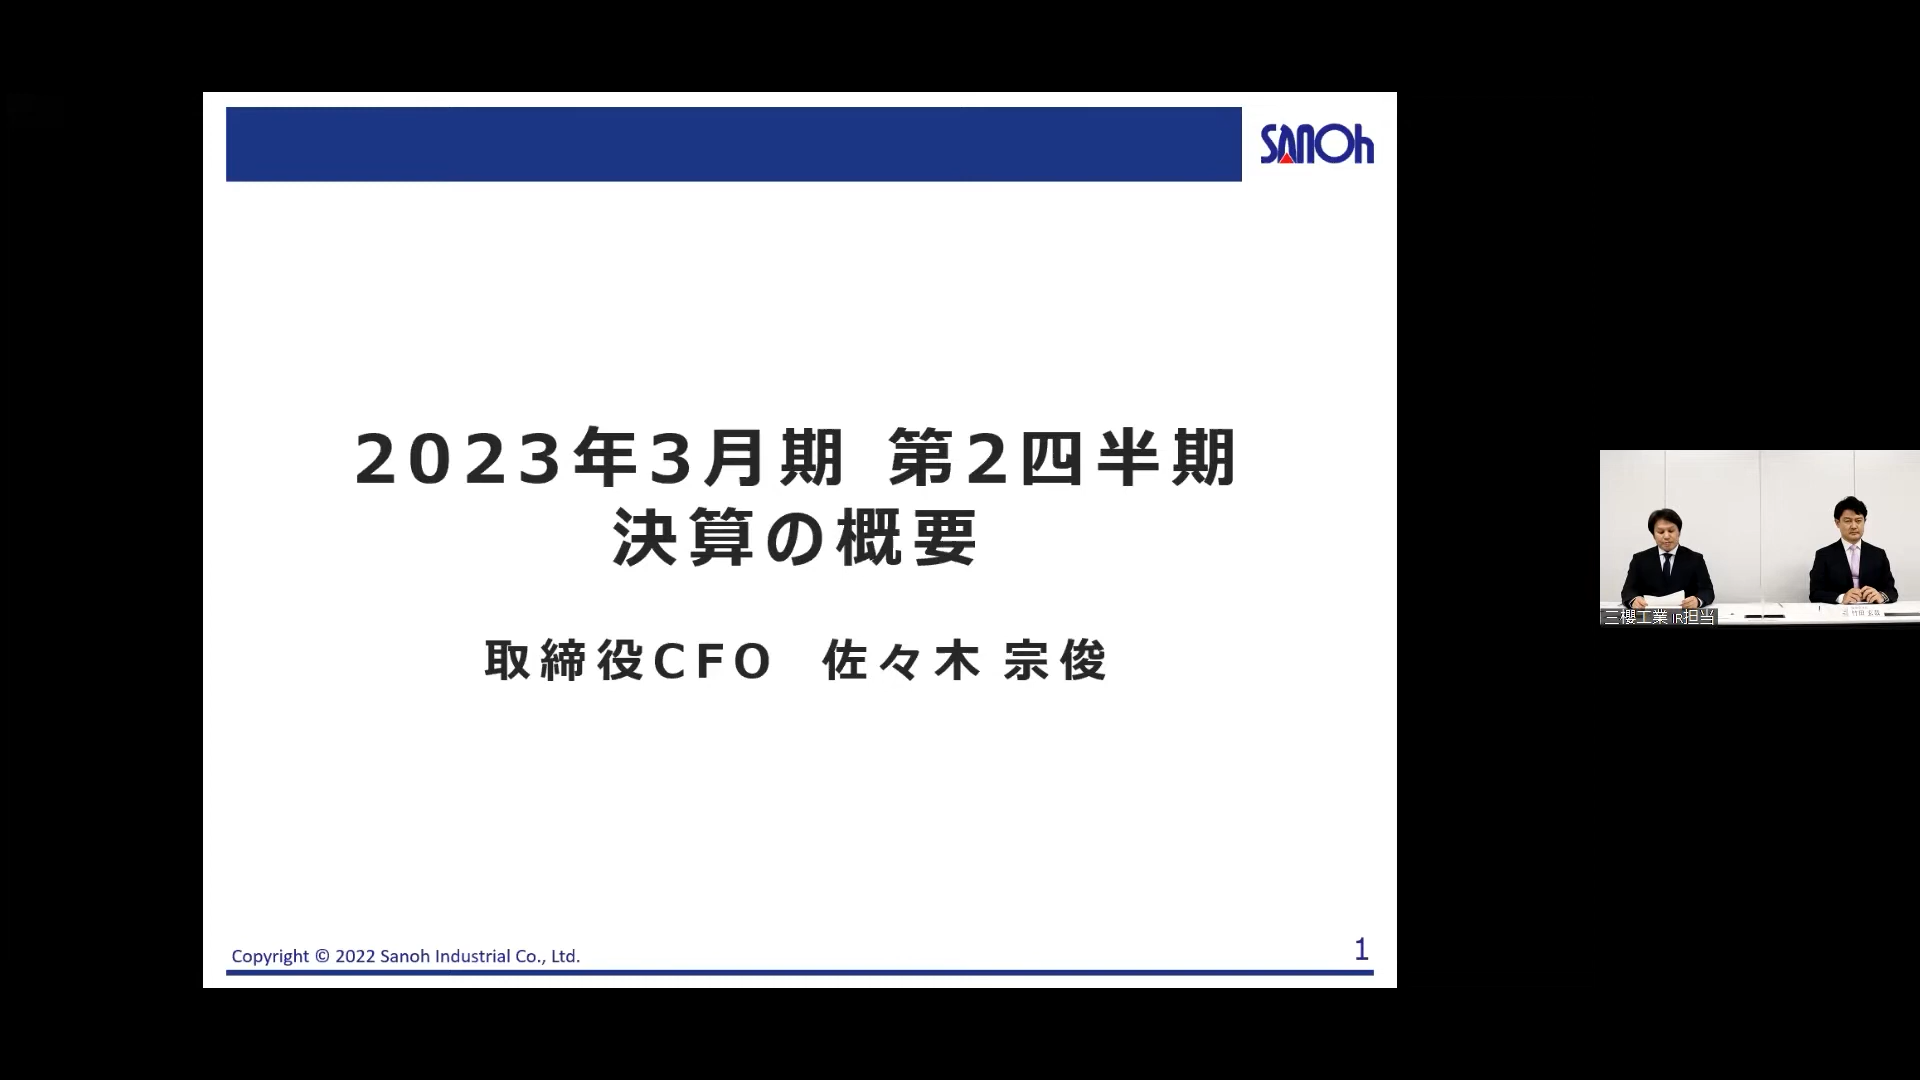 SANOh
2023年3月期 第2四半期
決算の概要
取締役CFO 佐々木 宗俊
三櫻工業 IR担当
Copyright © 2022 Sanoh Industrial Co., Ltd.
1